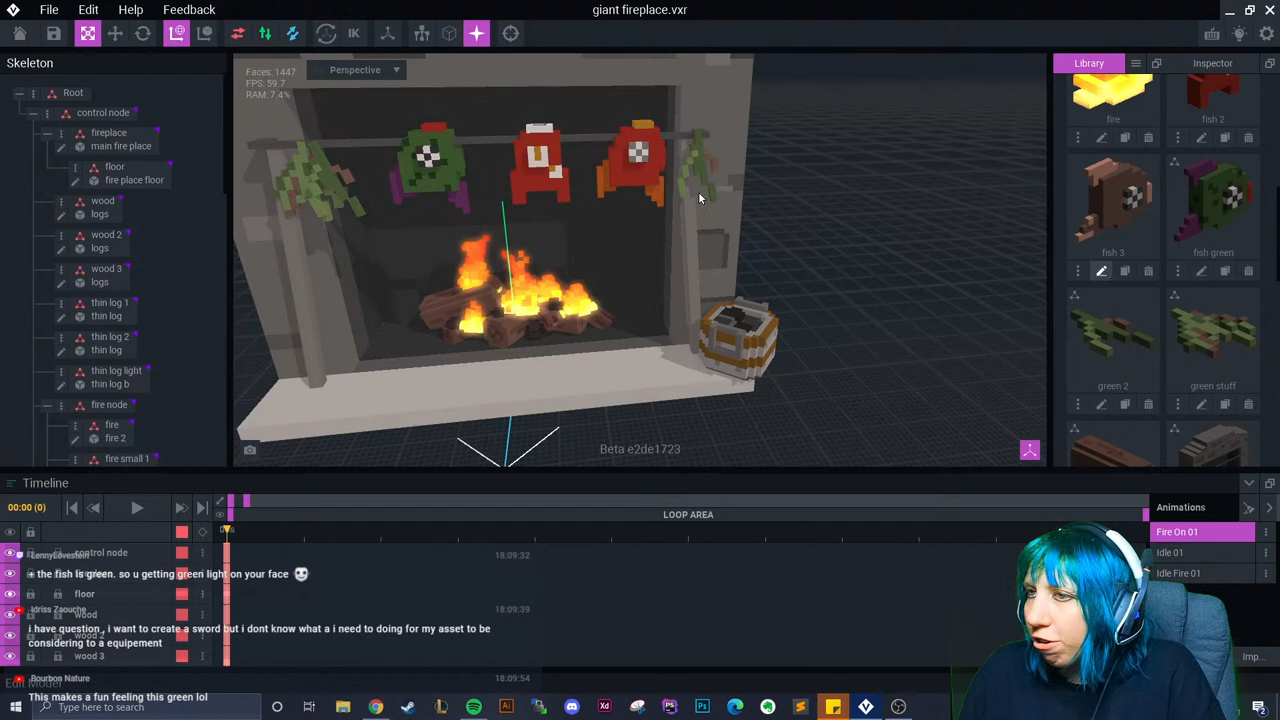 File Edit Help Feedback
giant fireplace.vxr
IK
Skeleton
Root
control node
fireplace
main fire place
floor
fire place floor
wood
logs
wood 2
logs
wood 3
logs
thin log 1
thin log
thin log 2
thin log
thin log light
thin log b
fire node
fire
fire 2
fire small 1
Faces: 1447
FPS: 59.7
RAM: 7.4%
Perspective
Beta e2de1723
Library
Inspector
fire
fish 2
fish 3
fish green
green 2
green stuff
Timeline
00:00 (0)
LOOP AREA
Animations
Fire On 01
Idle 01
Idle Fire 01
Imp...
control node
floor
wood
wood 2
wood 3
LennyLovestein
18:09:32
the fish is green. so u getting green light on your face
Idriss Zaouche
18:09:39
i have question , i want to create a sword but i dont know what a i need to doing for my asset to be
considering to a equipement
Bourbon Nature
18:09:54
This makes a fun feeling this green lol
Edit Model
Type here to search